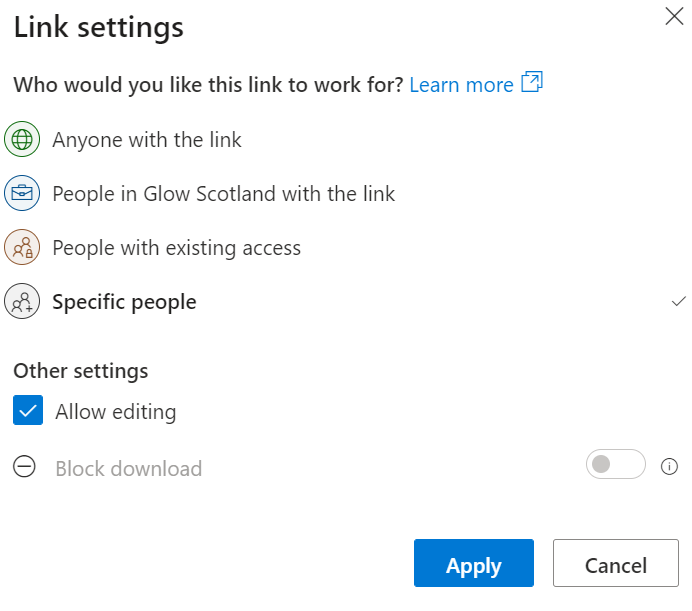 Link settings
Who would you like this link to work for? Learn more
Anyone with the link
People in Glow Scotland with the link
People with existing access
Specific people
Other settings
Allow editing
Block download
Apply
Cancel